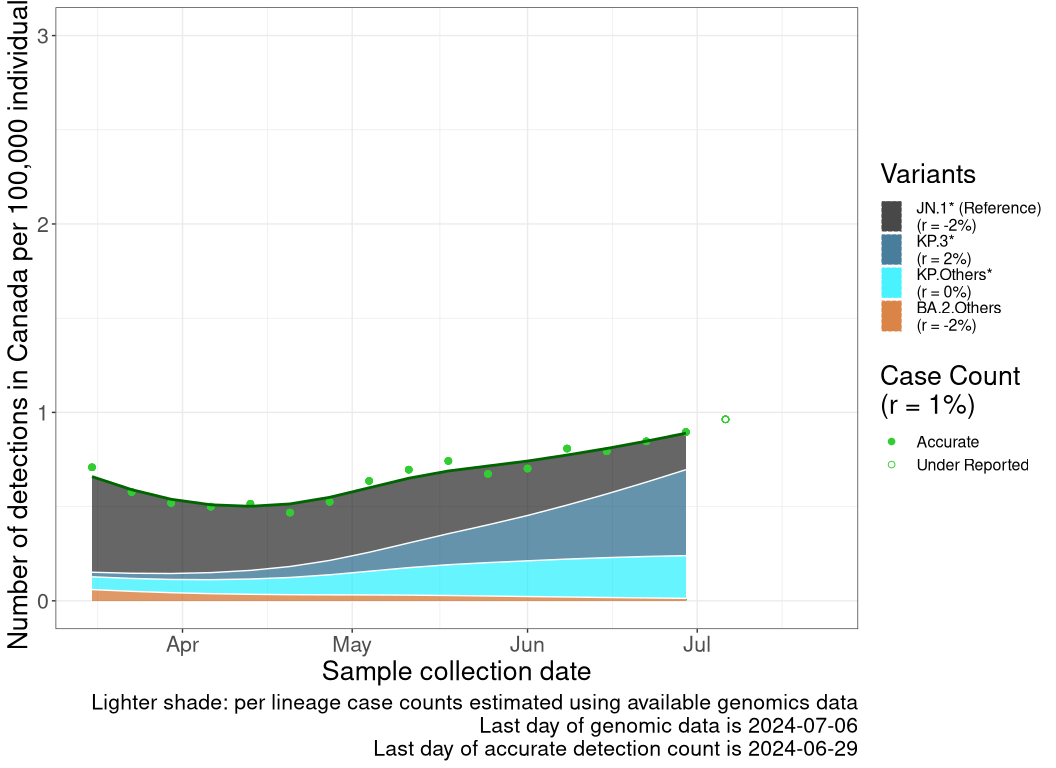 Number of detections in Canada per 100,000 individual
3
2
1
0
Apr
May
Jun
Jul
Sample collection date
Lighter shade: per lineage case counts estimated using available genomics data
Last day of genomic data is 2024-07-06
Last day of accurate detection count is 2024-06-29
Variants
JN.1* (Reference)
(r = -2%)
KP.3*
(r = 2%)
KP.Others*
(r = 0%)
BA.2.Others
(r = -2%)
Case Count
(r = 1%)
Accurate
Under Reported